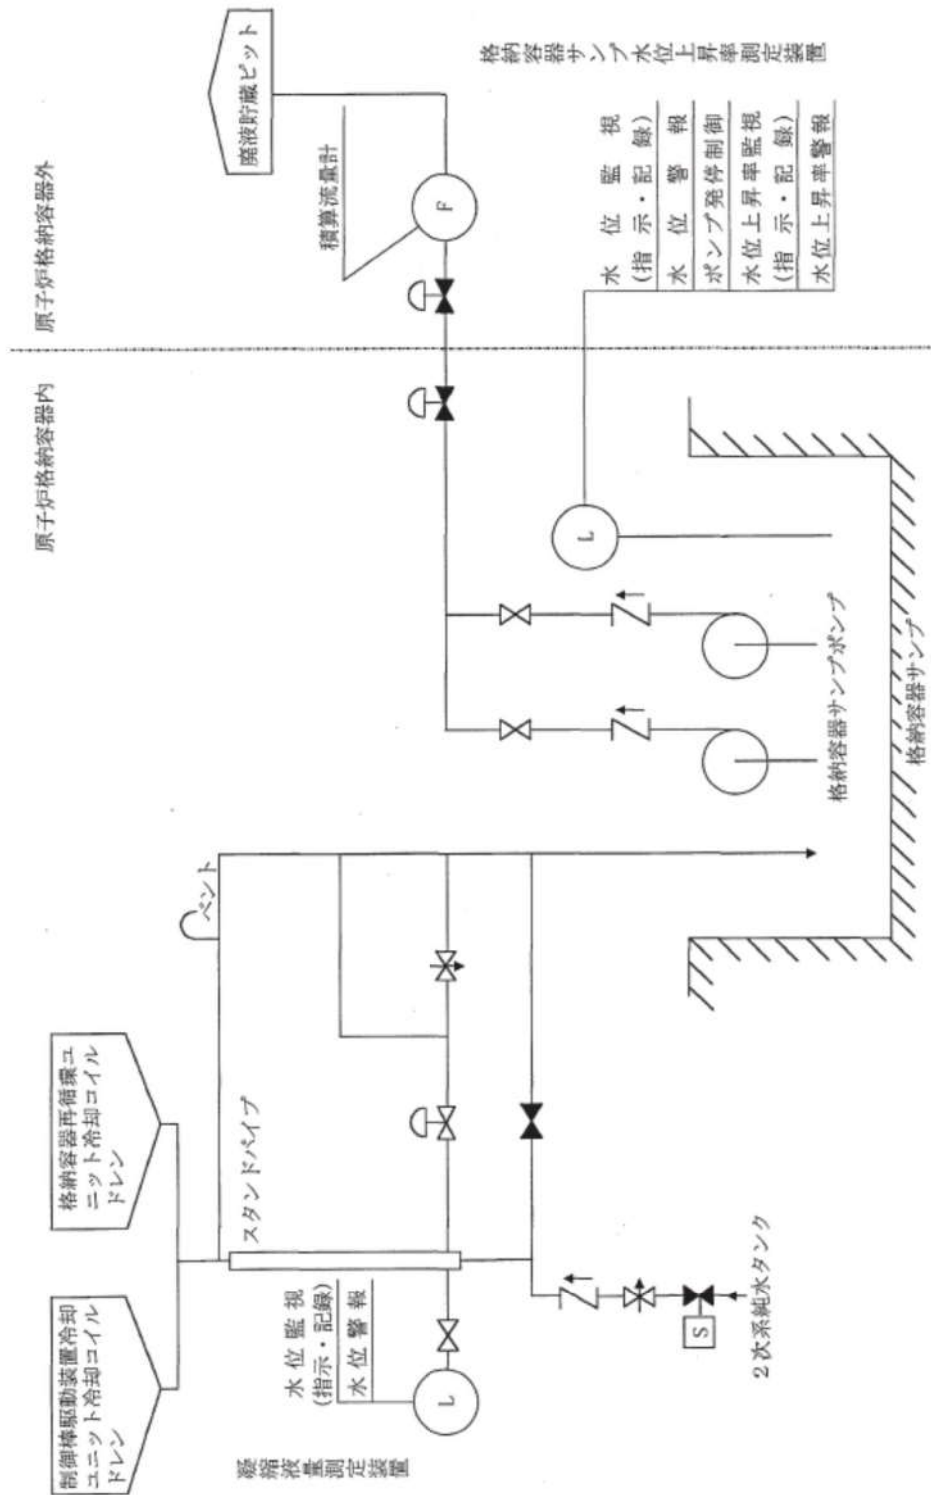 制御棒駆動装置冷却
ユニット冷却コイル
ドレン
格納容器再循環ユ
ニット冷却コイル
ドレン
原子炉格納容器内
原子炉格納容器外
ベント
廃液貯蔵ピット
スタンドパイプ
積算流量計
F
凝縮液量測定装置
水位監視
(指示・記録)
水位警報
L
L
格納容器サンプ水位上昇率測定装置
水位監視
(指示・記録)
水位警報
ポンプ発停制御
水位上昇率監視
(指示・記録)
水位上昇率警報
S
2次系純水タンク
格納容器サンプポンプ
格納容器サンプ